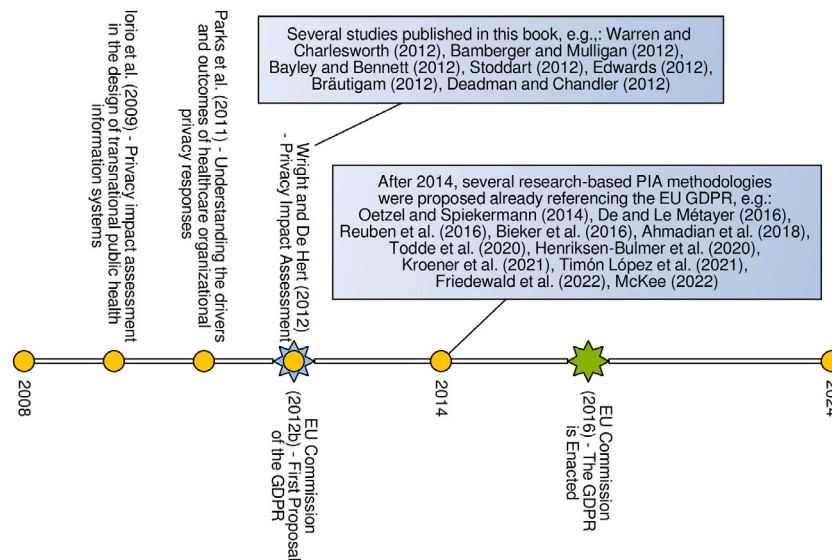 Several studies published in this book, e.g.,: Warren and
Charlesworth (2012), Bamberger and Mulligan (2012),
Bayley and Bennett (2012), Stoddart (2012), Edwards (2012),
Bräutigam (2012), Deadman and Chandler (2012)
Iorio et al. (2009) - Privacy impact assessment
in the design of transnational public health
information systems
Parks et al. (2011) - Understanding the drivers
and outcomes of healthcare organizational
privacy responses
Wright and De Hert (2012)
- Privacy Impact Assessment
After 2014, several research-based PIA methodologies
were proposed already referencing the EU GDPR, e.g.:
Oetzel and Spiekermann (2014), De and Le Métayer (2016),
Reuben et al. (2016), Bieker et al. (2016), Ahmadian et al. (2018),
Todde et al. (2020), Henriksen-Bulmer et al. (2020),
Kroener et al. (2021), Timón López et al. (2021),
Friedewald et al. (2022), McKee (2022)
2008
EU Commission
(2012b) - First Proposal
of the GDPR
2014
EU Commission
(2016) - The GDPR
is Enacted
2024